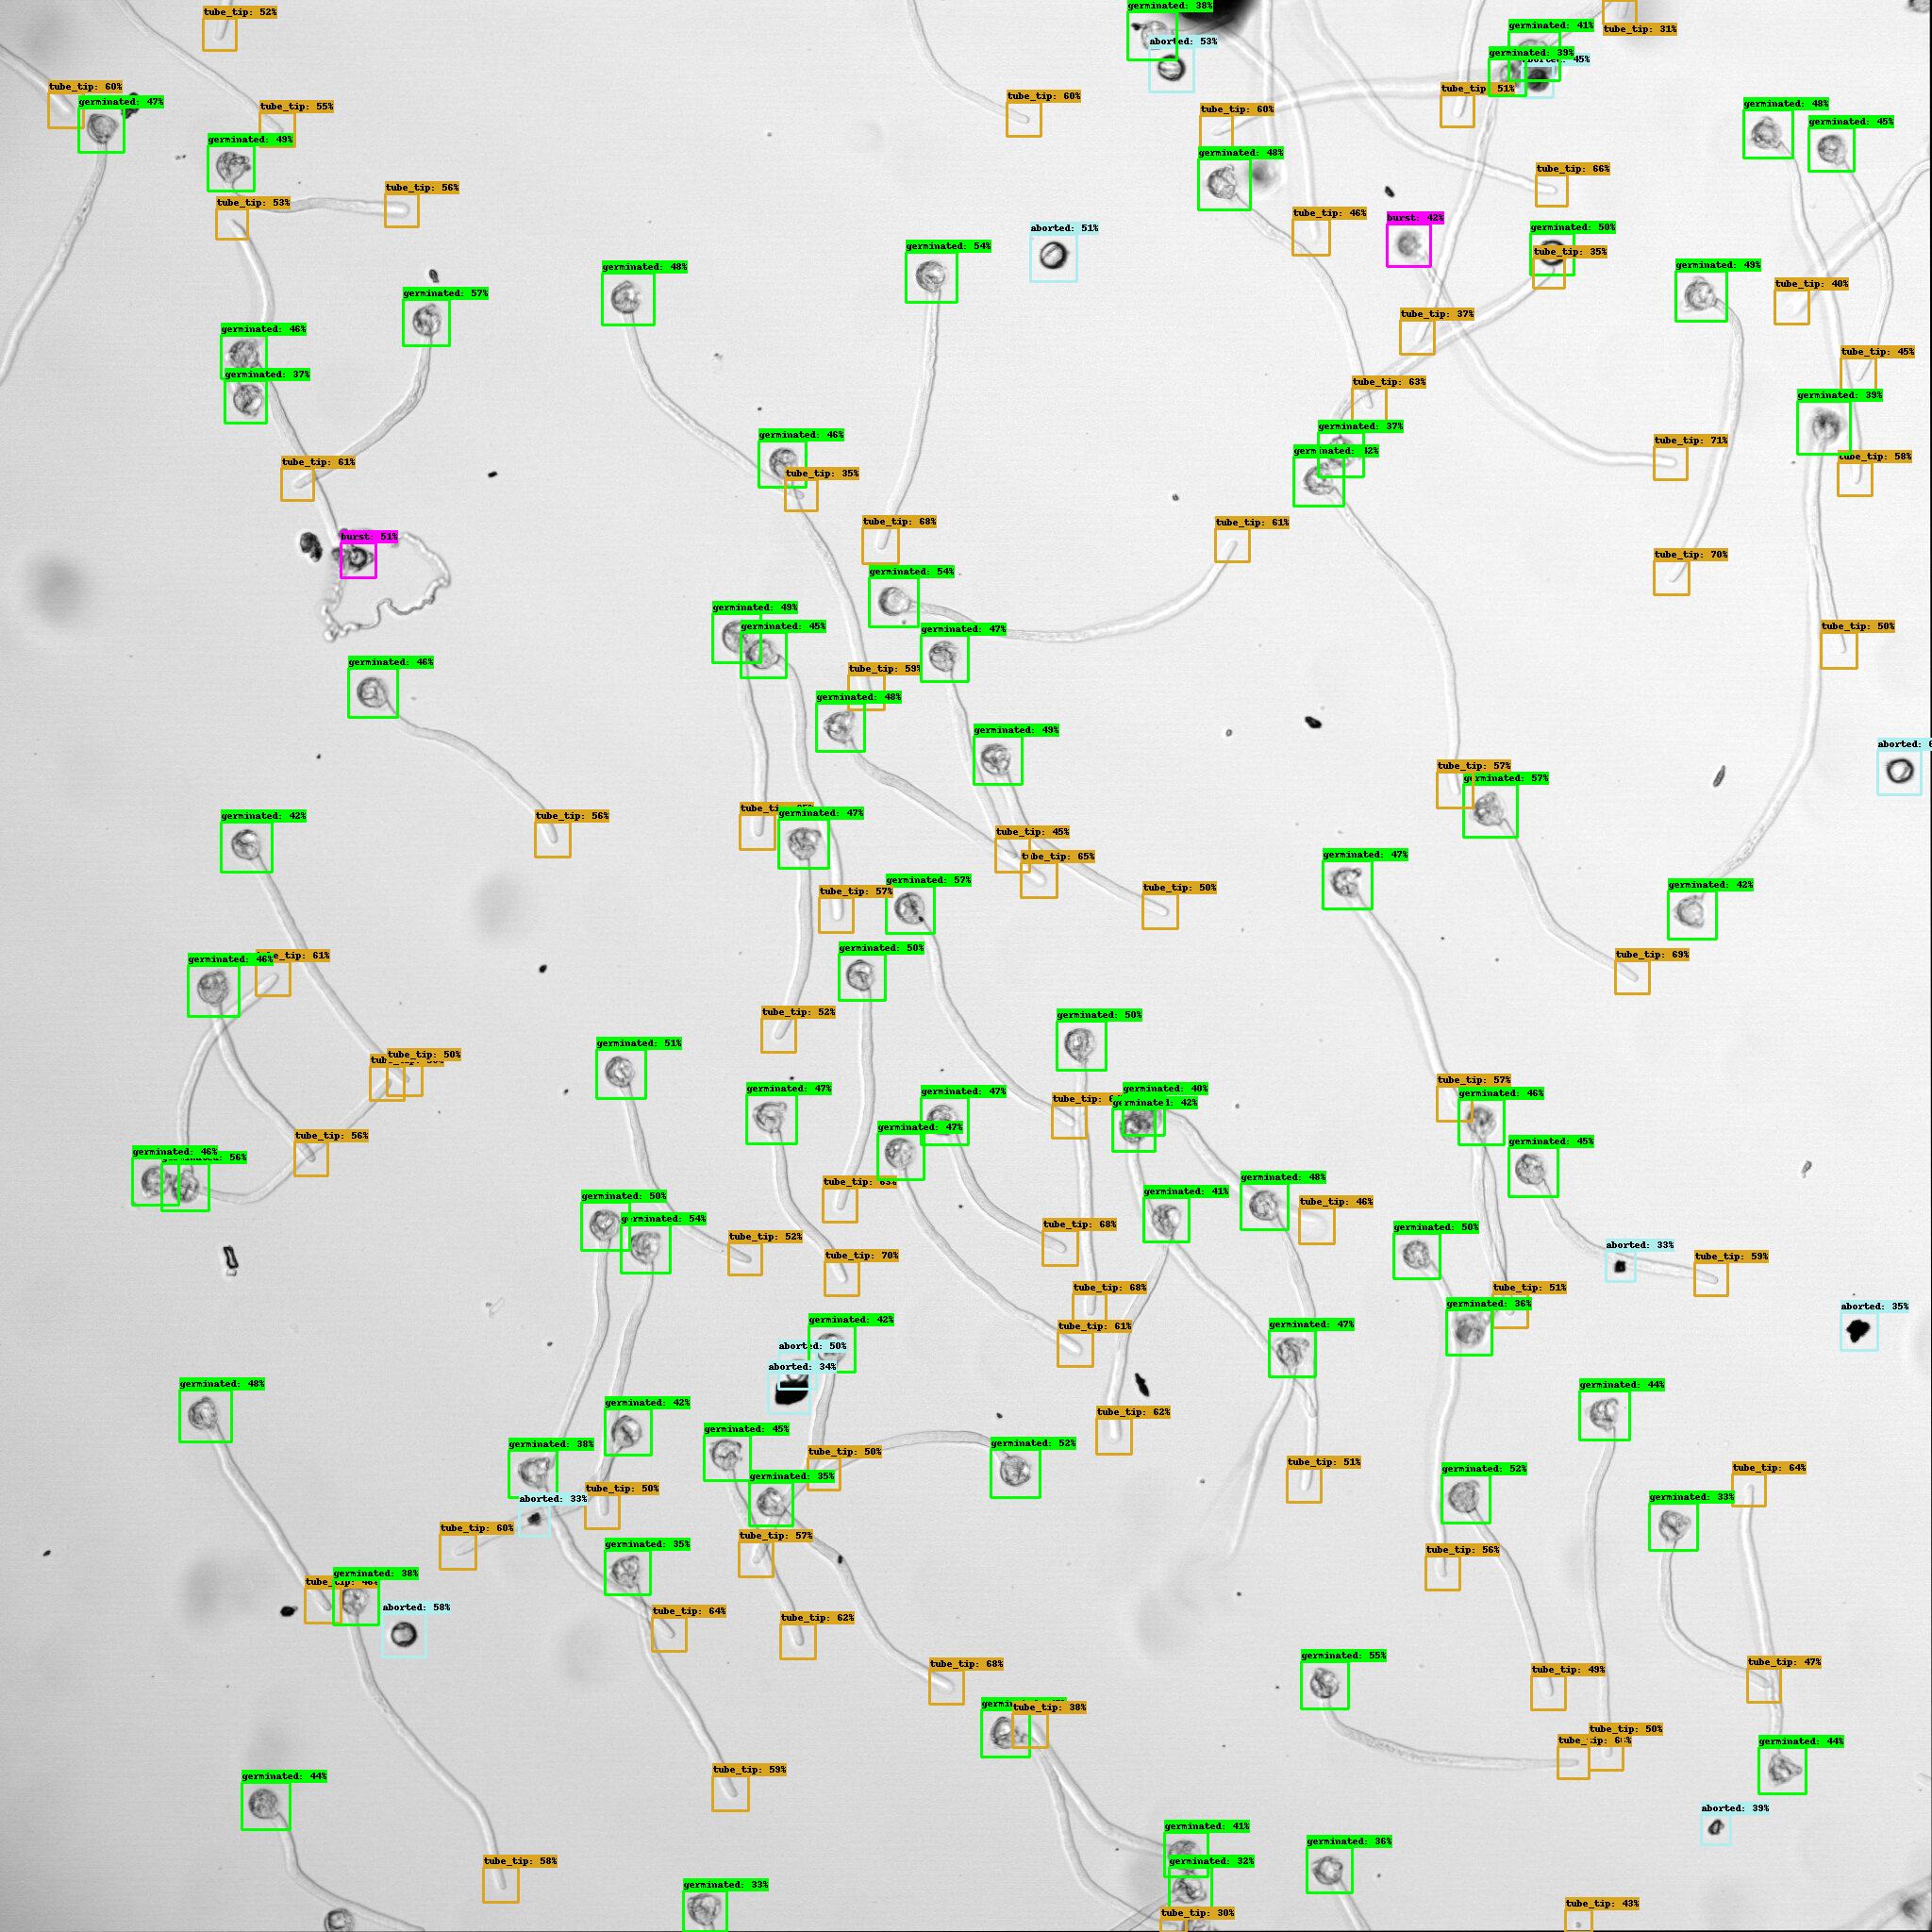 germinated: 38%
tube_tip: 52%
germinated: 41%
tube_tip: 31%
aborted: 53%
germinated: 39%
45%
tube_tip: 60%
germinated: 47%
tube_tip: 55%
tube_tip: 60%
tube_tip: 60%
tube_tip: 51%
germinated: 48%
germinated: 45%
germinated: 49%
germinated: 48%
tube_tip: 66%
tube_tip: 56%
tube_tip: 53%
tube_tip: 46%
burst: 42%
aborted: 51%
germinated: 50%
germinated: 54%
tube_tip: 35%
germinated: 48%
germinated: 49%
germinated: 57%
tube_tip: 40%
tube_tip: 37%
germinated: 46%
tube_tip: 45%
germinated: 37%
tube_tip: 63%
germinated: 39%
germinated: 37%
germinated: 46%
tube_tip: 71%
tube_tip: 58%
tube_tip: 61%
tube_tip: 35%
tube_tip: 68%
tube_tip: 61%
burst: 51%
tube_tip: 70%
germinated: 54%
germinated: 49%
germinated: 45%
germinated: 47%
tube_tip: 50%
germinated: 46%
tube_tip: 59%
germinated: 48%
germinated: 49%
aborted:
tube_tip: 57%
germinated: 57%
germinated: 42%
germinated: 47%
tube_tip: 56%
tube_tip: 45%
tube_tip: 65%
germinated: 47%
germinated: 57%
tube_tip: 57%
tube_tip: 50%
germinated: 42%
germinated: 50%
tube_tip: 69%
germinated: 46%
61%
tube_tip: 52%
germinated: 50%
germinated: 51%
tube_tip: 50%
tube_tip: 57%
germinated: 47%
germinated: 47%
germinated: 40%
germinated: 46%
42%
germinated: 47%
tube_tip: 56%
germinated: 45%
germinated: 46%
56%
germinated: 48%
germinated: 50%
germinated: 41%
tube_tip: 46%
germinated: 54%
tube_tip: 52%
tube_tip: 68%
germinated: 50%
aborted: 33%
tube_tip: 70%
tube_tip: 59%
tube_tip: 68%
tube_tip: 51%
germinated: 36%
aborted: 35%
germinated: 42%
tube_tip: 61%
germinated: 47%
aborted: 50%
aborted: 34%
germinated: 48%
germinated: 44%
germinated: 42%
tube_tip: 62%
germinated: 45%
germinated: 38%
germinated: 52%
tube_tip: 50%
tube_tip: 51%
germinated: 52%
tube_tip: 64%
germinated: 35%
tube_tip: 50%
aborted: 33%
germinated: 33%
tube_tip: 60%
tube_tip: 57%
germinated: 35%
tube_tip: 56%
germinated: 38%
aborted: 58%
tube_tip: 64%
tube_tip: 62%
germinated: 55%
tube_tip: 68%
tube_tip: 49%
tube_tip: 47%
tube_tip: 38%
tube_tip: 50%
germinated: 44%
tube_tip: 59%
germinated: 44%
aborted: 39%
germinated: 41%
germinated: 36%
germinated: 32%
tube_tip: 58%
germinated: 33%
tube_tip: 43%
tube_tip: 30%